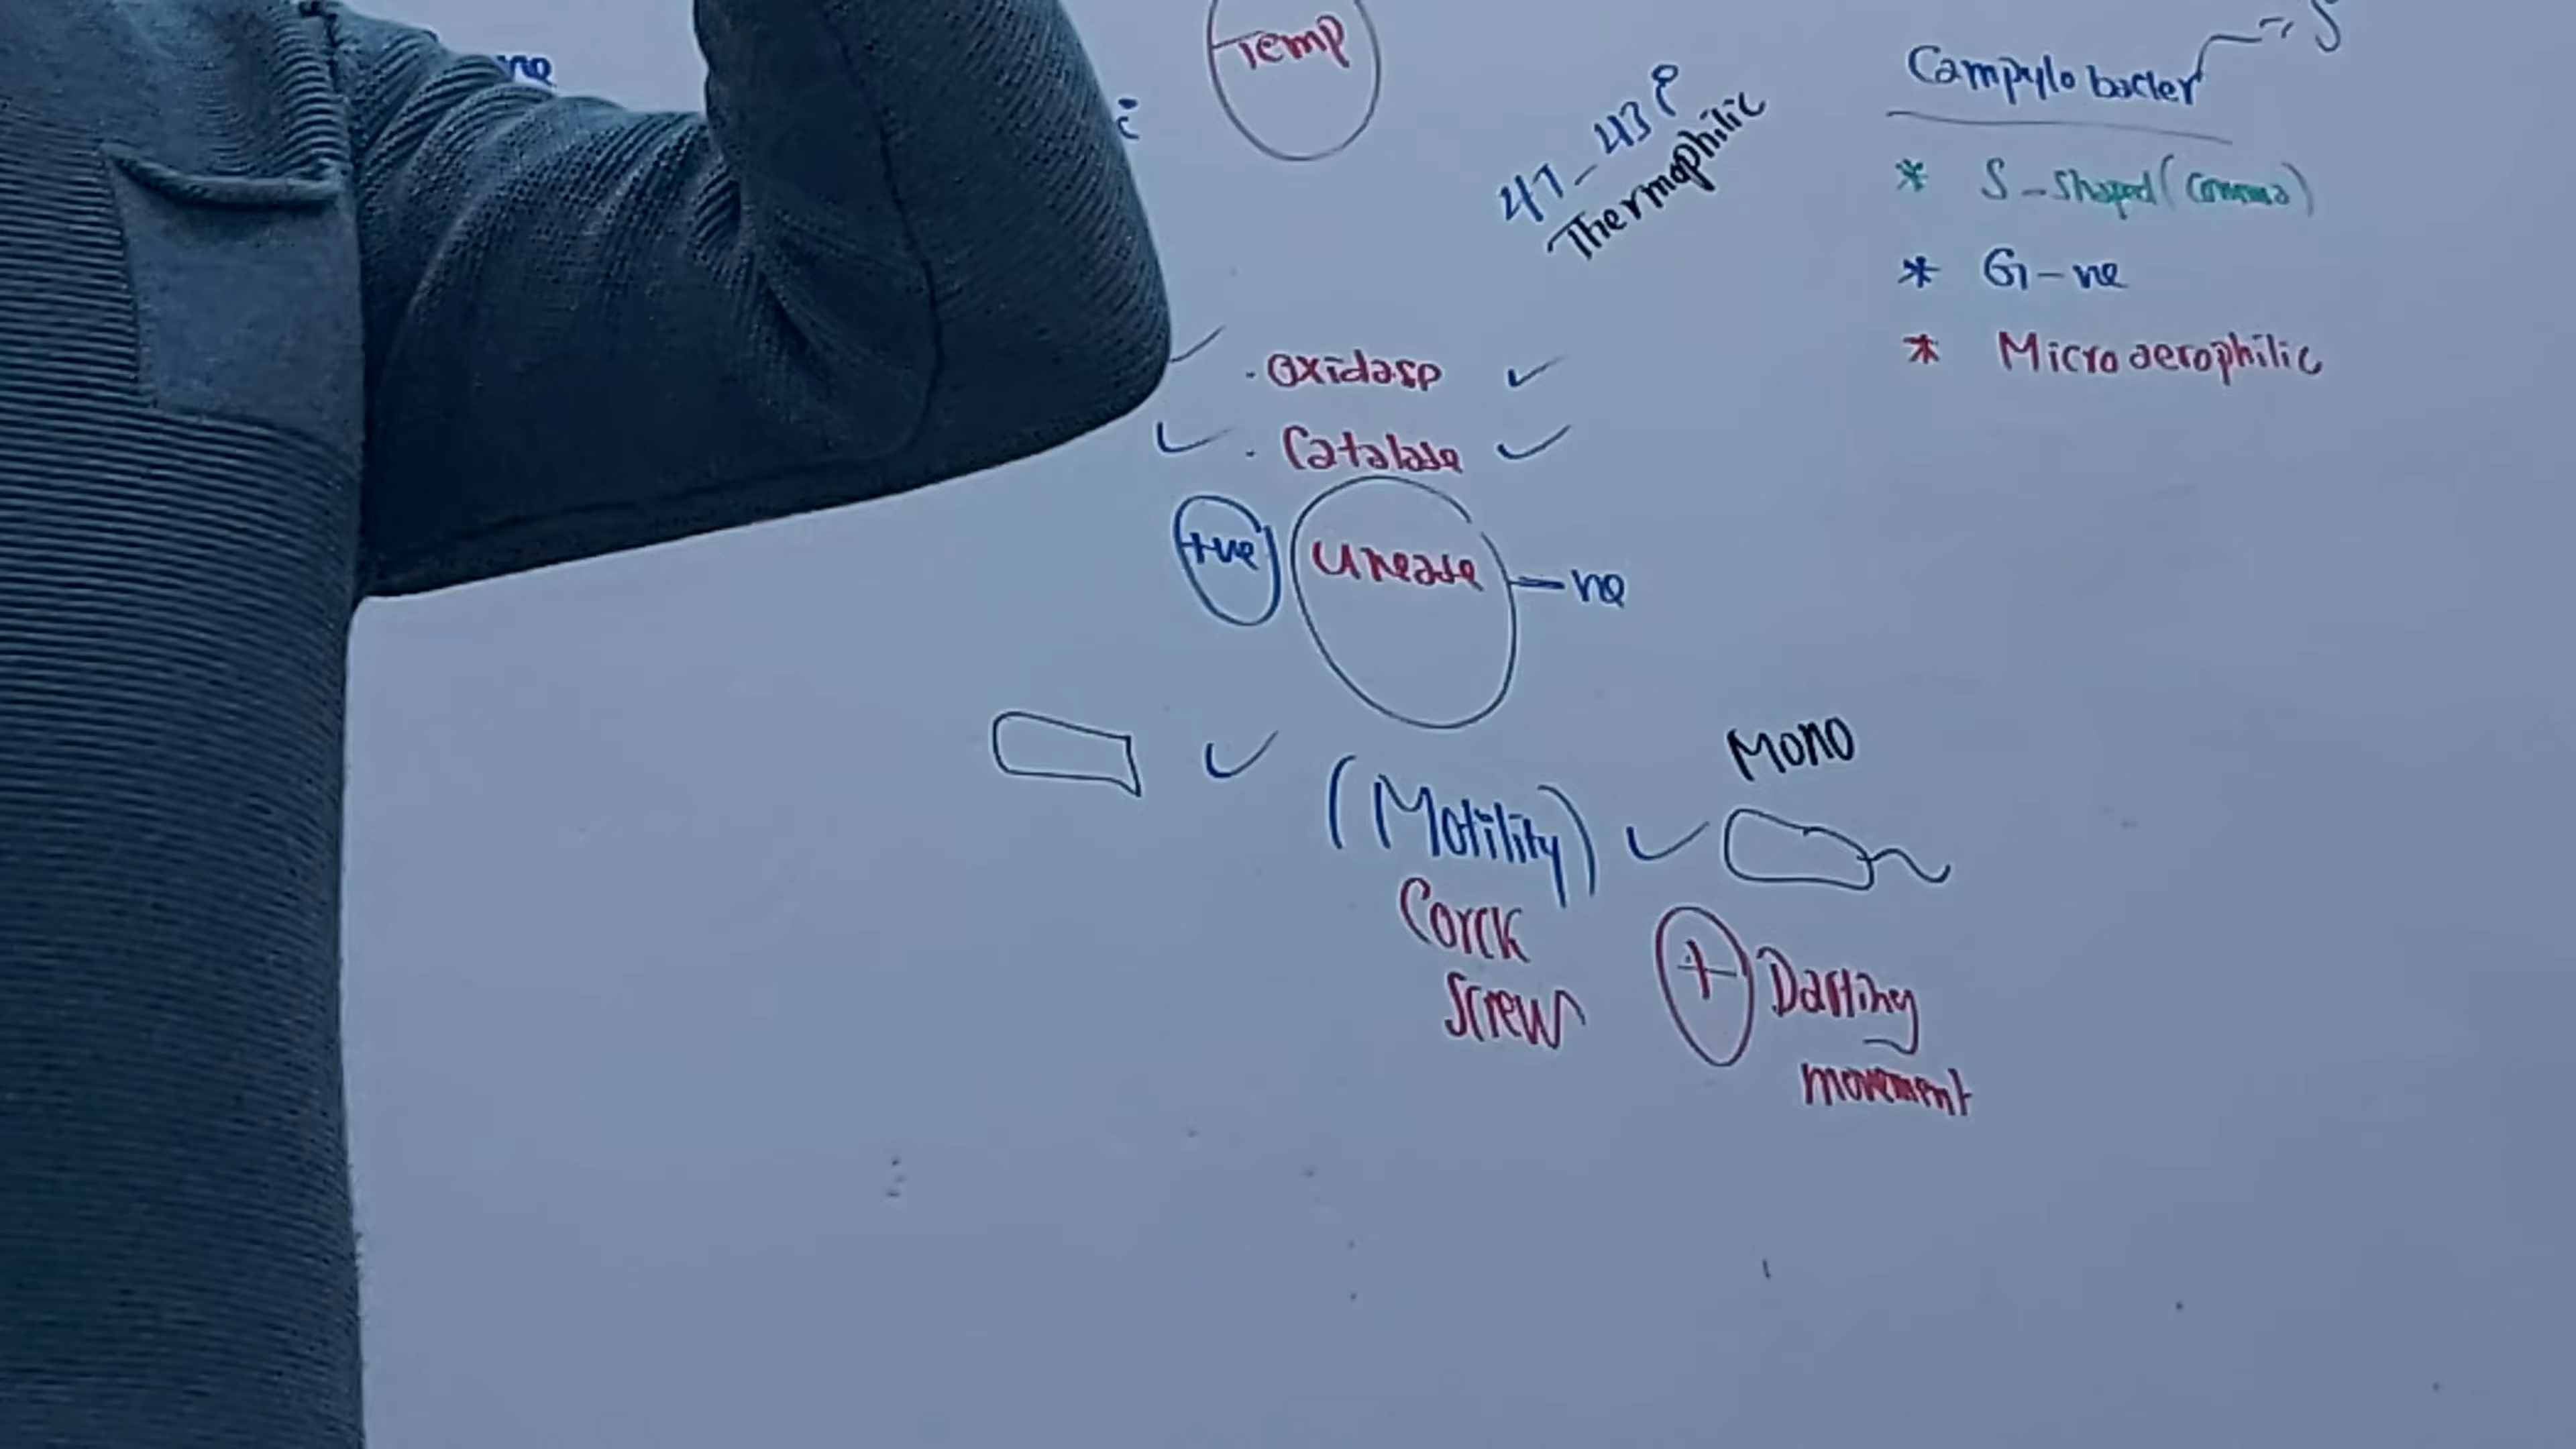 Temp
Campylobacter
41-43
Thermophilic
* S-shaped (Comma)
* G-ve
* Microaerophilic
✓ . Oxidase ✓
✓ . Catalase ✓
+ve Urease -ve
✓ (Motility) ✓
Mono
Corck
Screw
+ Darting
movement